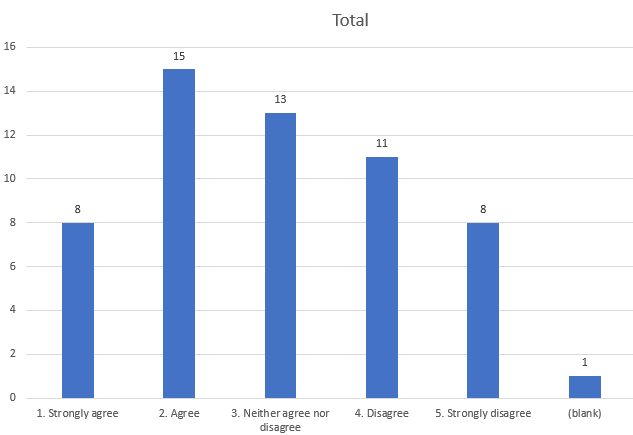 Total
16
14
12
10
8
6
4
2
0
8
15
13
11
8
1
1. Strongly agree
2. Agree
3. Neither agree nor
disagree
4. Disagree
5. Strongly disagree
(blank)